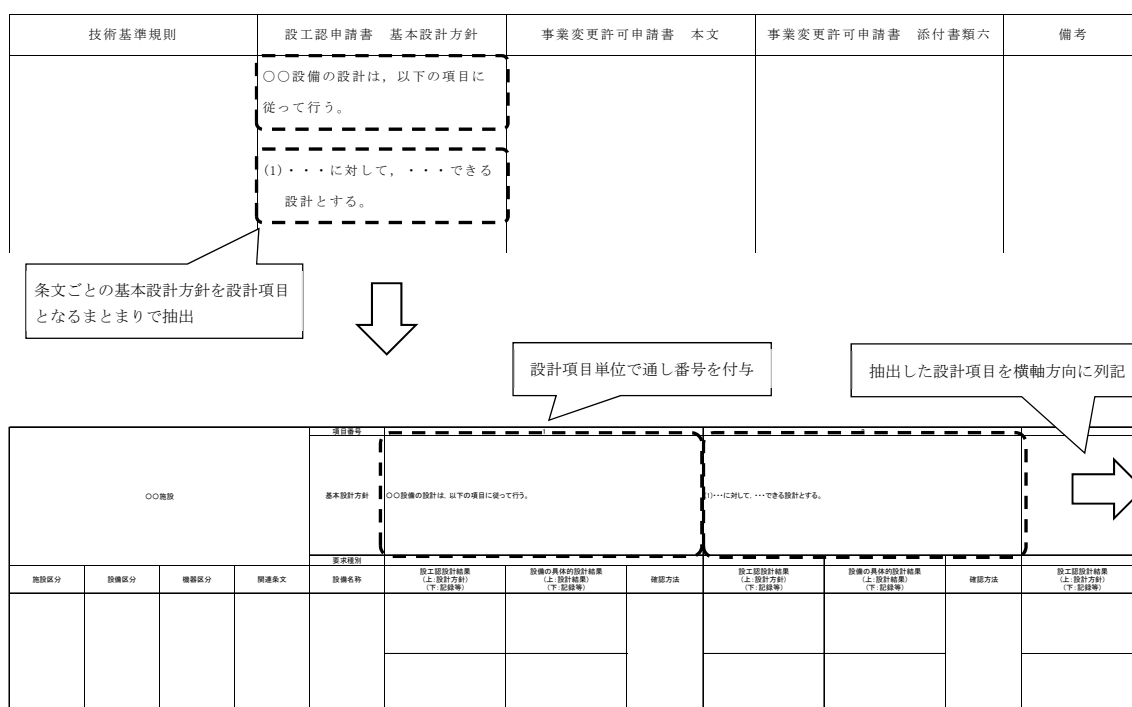 技術基準規則
設工認申請書　基本設計方針
事業変更許可申請書　本文
事業変更許可申請書　添付書類六
備考
○○設備の設計は，以下の項目に
従って行う。
(1)・・・に対して，・・・できる
設計とする。
条文ごとの基本設計方針を設計項目
となるまとまりで抽出
設計項目単位で通し番号を付与
抽出した設計項目を横軸方向に列記
項目番号
1
2
○○施設
基本設計方針
○○設備の設計は，以下の項目に従って行う。
(1)・・・に対して，・・・できる設計とする。
要求種別
施設区分
設備区分
機器区分
関連条文
設備名称
設工認設計結果
（上：設計方針）
（下：記録等）
設備の具体的設計結果
（上：設計結果）
（下：記録等）
確認方法
設工認設計結果
（上：設計方針）
（下：記録等）
設備の具体的設計結果
（上：設計結果）
（下：記録等）
確認方法
設工認設計結果
（上：設計方針）
（下：記録等）